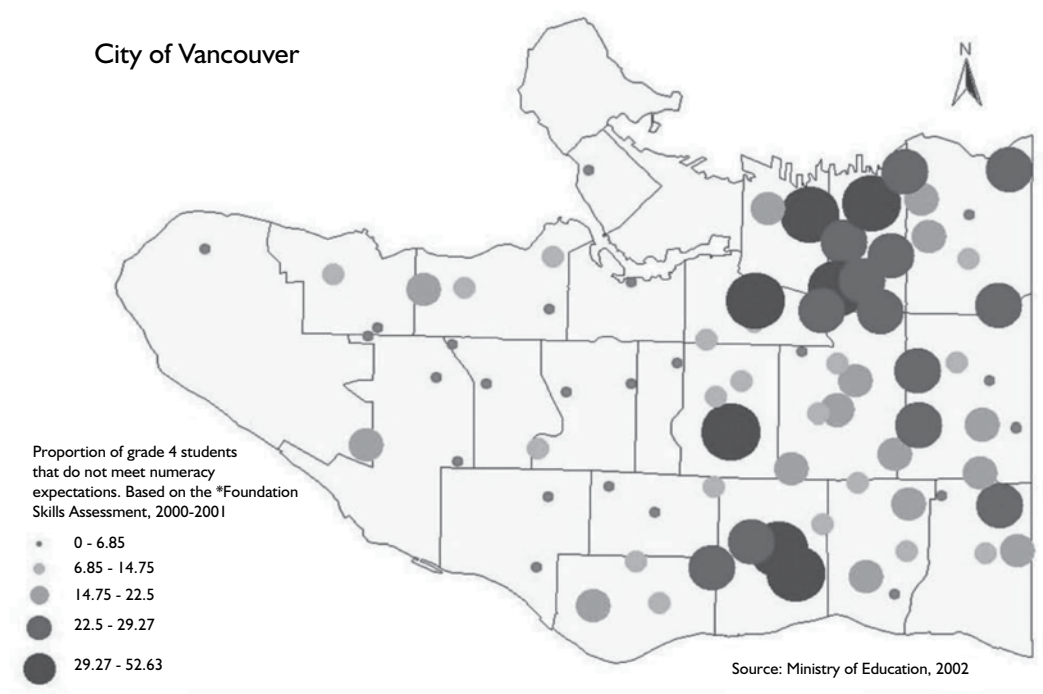 City of Vancouver
N
Proportion of grade 4 students
that do not meet numeracy
expectations. Based on the *Foundation
Skills Assessment, 2000-2001
0 - 6.85
6.85 - 14.75
14.75 - 22.5
22.5 - 29.27
29.27 - 52.63
Source: Ministry of Education, 2002